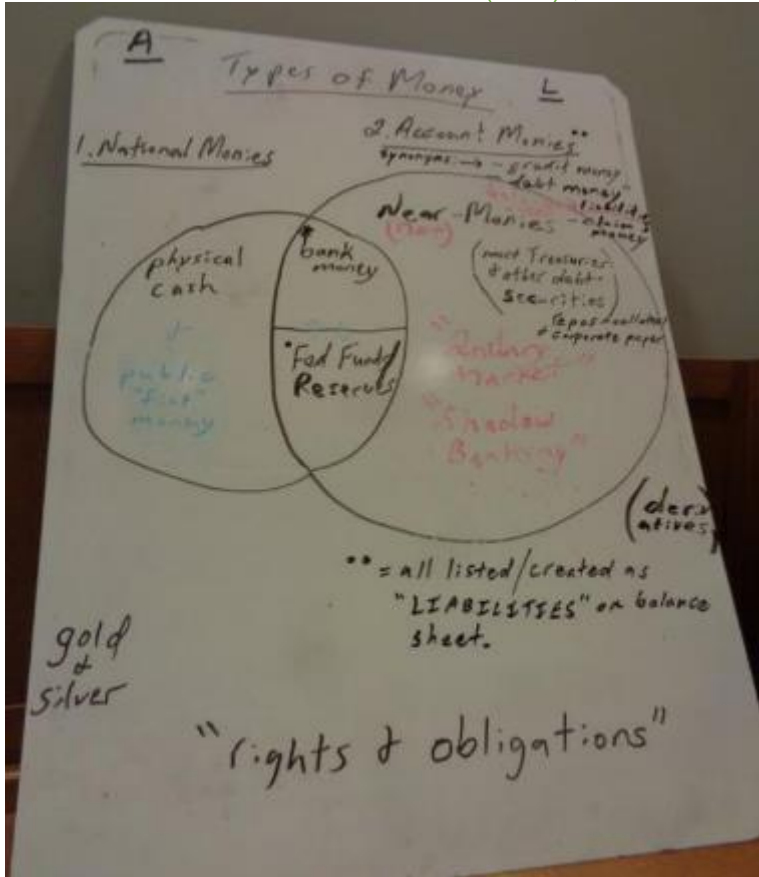 A
Types of Money
L
1. National Monies
2. Account Monies**
synonyms → - credit money
- debt money"
- liabilities
- claims
money
Near-Monies
(Non)
(most Treasuries
& other debt-
securities)
repos + collateral
+ corporate paper
physical
cash
+
public
"fiat"
money
* bank
money
* Fed Funds/
Reserves
Market"
"Shadow
Banking"
(deriv
atives)
** = all listed/created as
"LIABILITIES" on balance
sheet.
gold
&
silver
"rights & obligations"